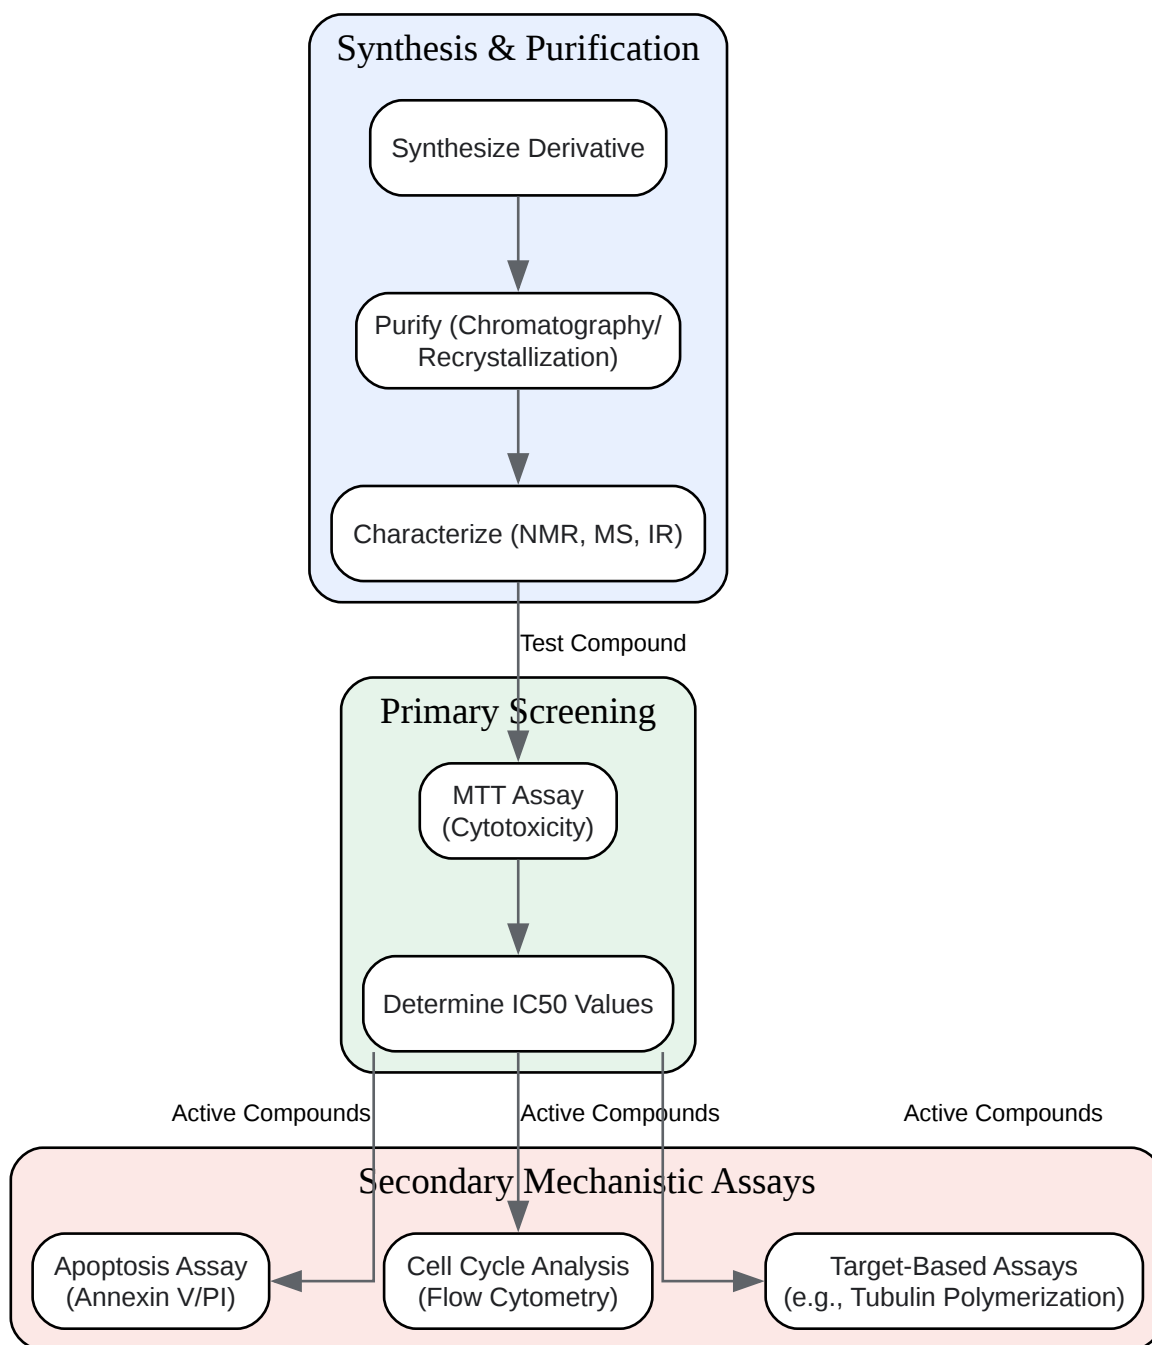 Synthesis & Purification
Synthesize Derivative
Purify (Chromatography/
Recrystallization)
Characterize (NMR, MS, IR)
Test Compound
Primary Screening
MTT Assay
(Cytotoxicity)
Determine IC50 Values
Active Compounds
Active Compounds
Active Compounds
Secondary Mechanistic Assays
Apoptosis Assay
(Annexin V/PI)
Cell Cycle Analysis
(Flow Cytometry)
Target-Based Assays
(e.g., Tubulin Polymerization)